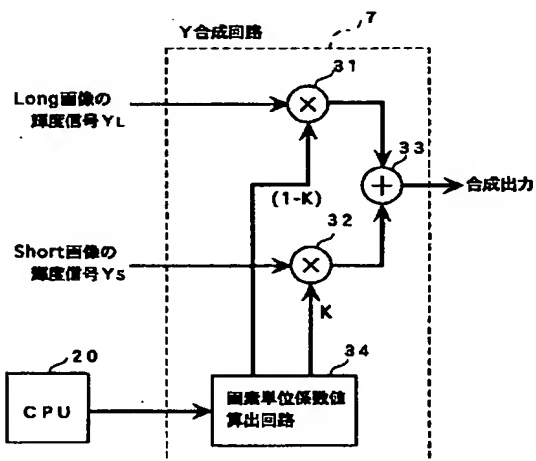 Y合成回路
7
31
Long画像の
輝度信号YL
33
合成出力
(1-K)
32
Short画像の
輝度信号YS
K
20
34
CPU
画素単位係数値
算出回路